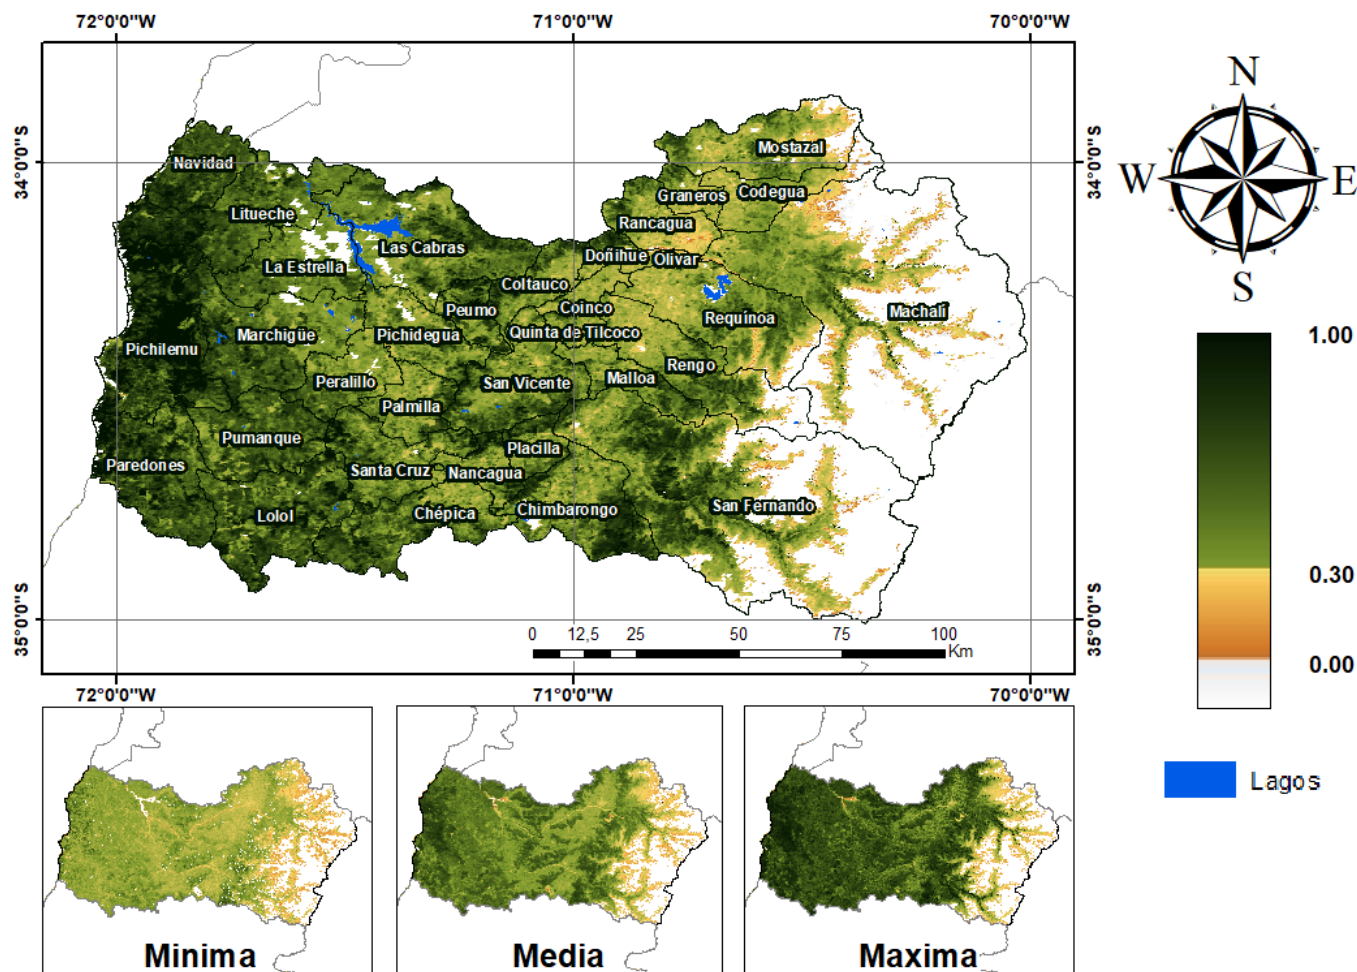 72°0'0"W 71°0'0"W 70°0'0"W
34°0'0"S
34°0'0"S
35°0'0"S
35°0'0"S
Navidad
Mostazal
Graneros
Codegua
Litueche
Rancagua
Las Cabras
Doñihue
Olivar
La Estrella
Coltauco
Peumo
Coinco
Machalí
Requínoa
Marchigüe
Pichidegua
Quinta de Tilcoco
Pichilemu
Rengo
Peralillo
San Vicente
Malloa
Palmilla
Pumanque
Placilla
Paredones
Santa Cruz
Nancagua
San Fernando
Lolol
Chépica
Chimbarongo
0 12,5 25 50 75 100
Km
72°0'0"W 71°0'0"W 70°0'0"W
N
W
E
S
1.00
0.30
0.00
Lagos
Minima
Media
Maxima